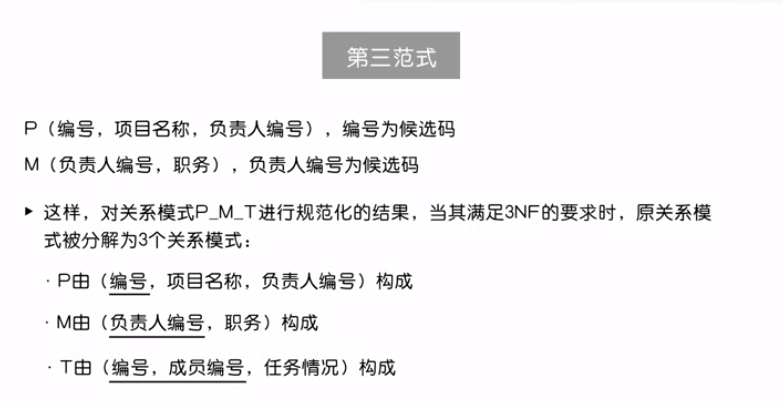 第三范式
P（编号，项目名称，负责人编号），编号为候选码
M（负责人编号，职务），负责人编号为候选码
▶ 这样，对关系模式P_M_T进行规范化的结果，当其满足3NF的要求时，原关系模
式被分解为3个关系模式：
· P由（编号，项目名称，负责人编号）构成
· M由（负责人编号，职务）构成
· T由（编号，成员编号，任务情况）构成